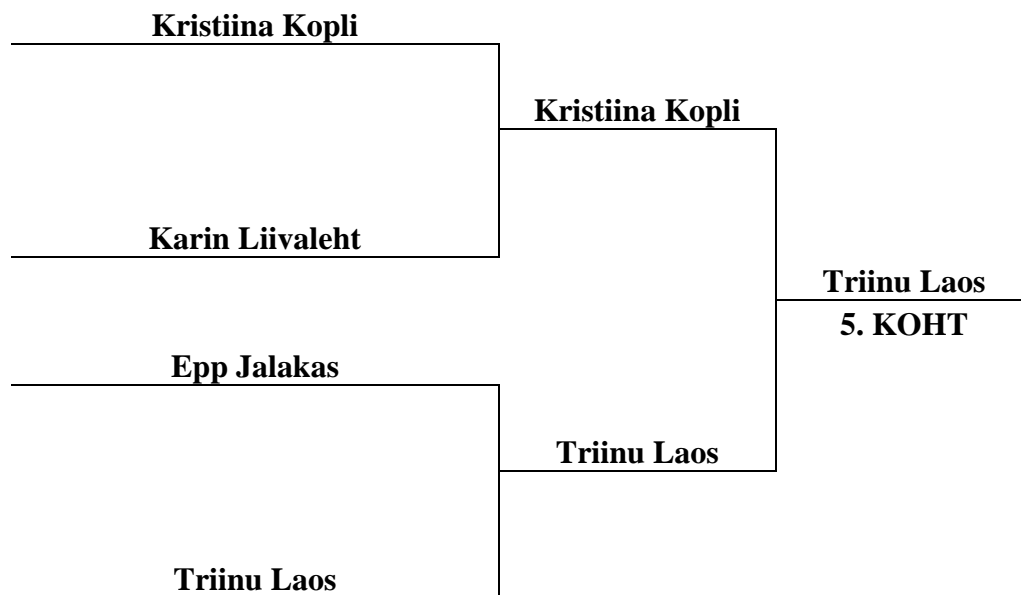 Kristiina Kopli
Kristiina Kopli
Karin Liivaleht
Triinu Laos
5. KOHT
Epp Jalakas
Triinu Laos
Triinu Laos